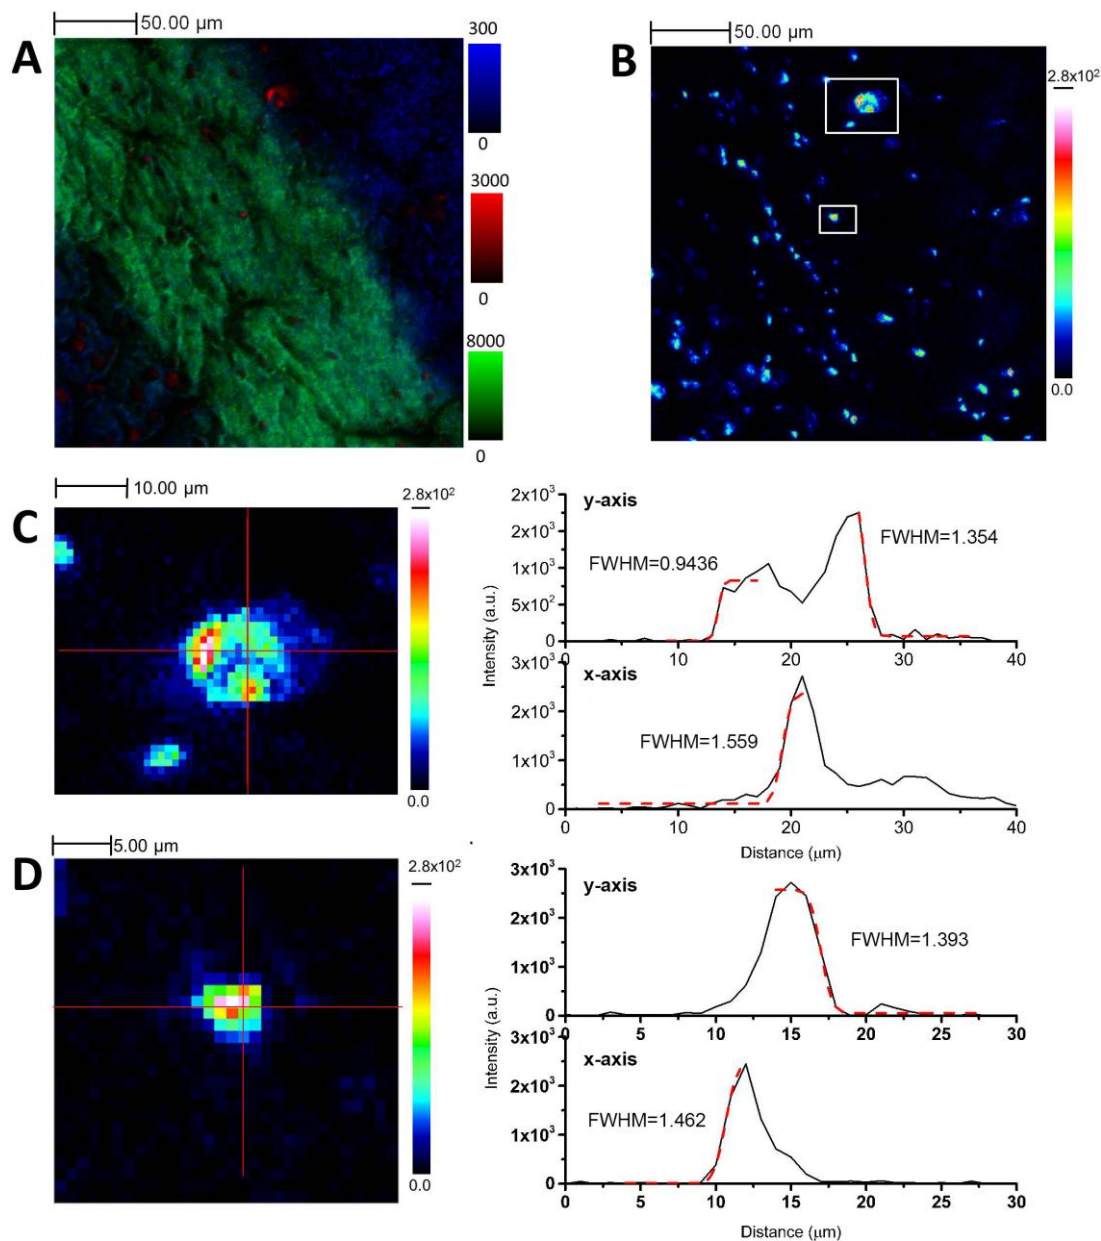 50.00 µm
A
300
0
3000
0
8000
0
50.00 µm
B
2.8x10²
0.0
10.00 µm
C
2.8x10²
0.0
y-axis
2x10³
2x10³
1x10³
5x10²
0
FWHM=0.9436
FWHM=1.354
0 10 20 30 40
Intensity (a.u.)
x-axis
3x10³
2x10³
1x10³
0
FWHM=1.559
0 10 20 30 40
Distance (µm)
5.00 µm
D
2.8x10²
0.0
y-axis
3x10³
2x10³
1x10³
0
FWHM=1.393
0 5 10 15 20 25 30
Intensity (a.u.)
x-axis
3x10³
2x10³
1x10³
0
FWHM=1.462
0 5 10 15 20 25 30
Distance (µm)